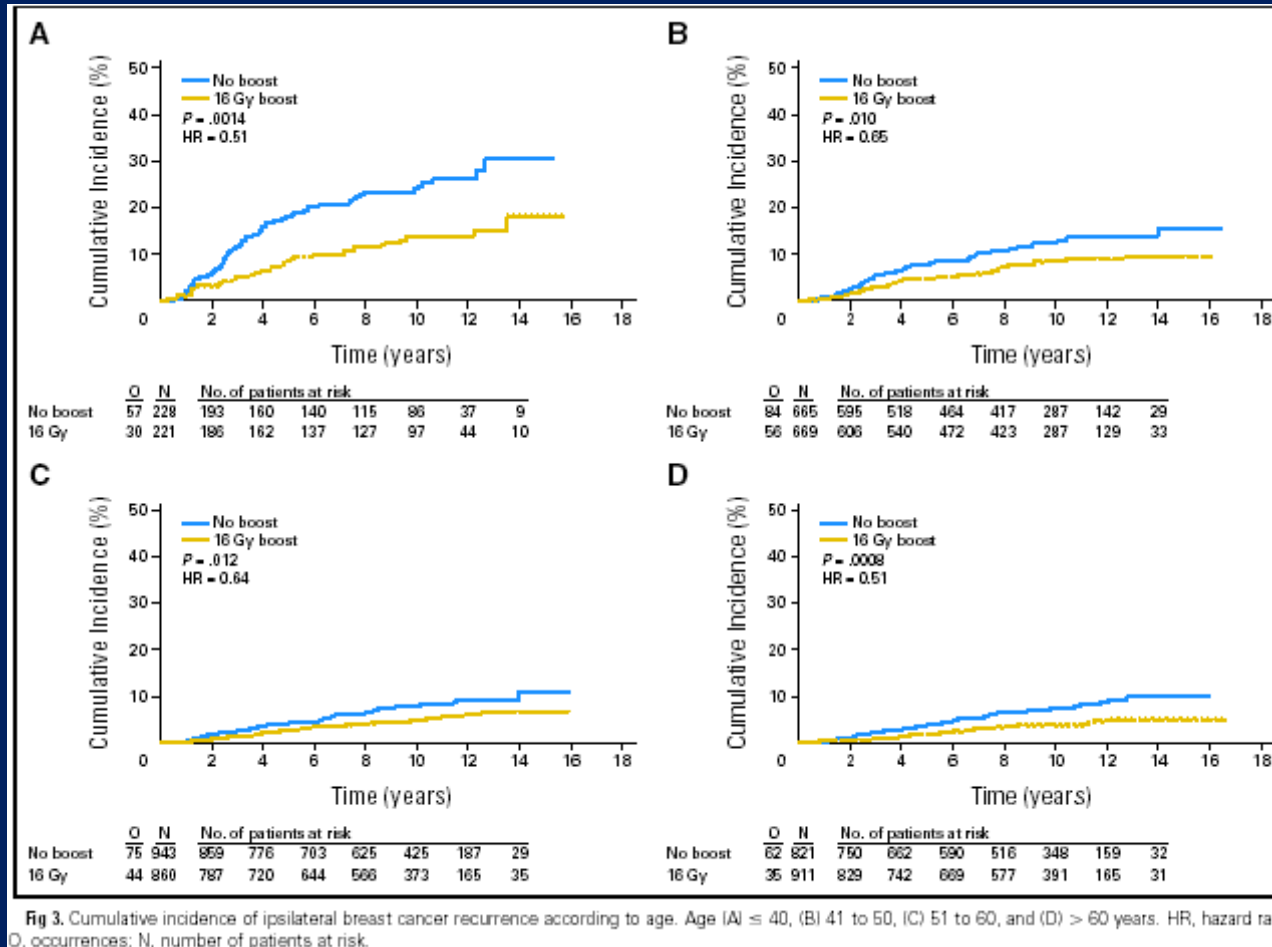 A
Cumulative Incidence (%)
50
40
30
20
10
No boost
16 Gy boost
P = .0014
HR = 0.51
0 2 4 6 8 10 12 14 16 18
Time (years)
O N No. of patients at risk
No boost 57 228 193 160 140 115 86 37 9
16 Gy 30 221 186 162 137 127 97 44 10
B
Cumulative Incidence (%)
50
40
30
20
10
No boost
16 Gy boost
P = .010
HR = 0.65
0 2 4 6 8 10 12 14 16 18
Time (years)
O N No. of patients at risk
No boost 84 665 595 518 464 417 287 142 29
16 Gy 56 669 606 540 472 423 287 129 33
C
Cumulative Incidence (%)
50
40
30
20
10
No boost
16 Gy boost
P = .012
HR = 0.64
0 2 4 6 8 10 12 14 16 18
Time (years)
O N No. of patients at risk
No boost 75 943 859 776 703 625 425 187 29
16 Gy 44 860 787 720 644 566 373 165 35
D
Cumulative Incidence (%)
50
40
30
20
10
No boost
16 Gy boost
P = .0008
HR = 0.51
0 2 4 6 8 10 12 14 16 18
Time (years)
O N No. of patients at risk
No boost 62 821 750 662 590 516 348 159 32
16 Gy 35 911 829 742 669 577 391 165 31
Fig 3. Cumulative incidence of ipsilateral breast cancer recurrence according to age. Age (A) ≤ 40, (B) 41 to 50, (C) 51 to 60, and (D) > 60 years. HR, hazard ra
O, occurrences; N, number of patients at risk.